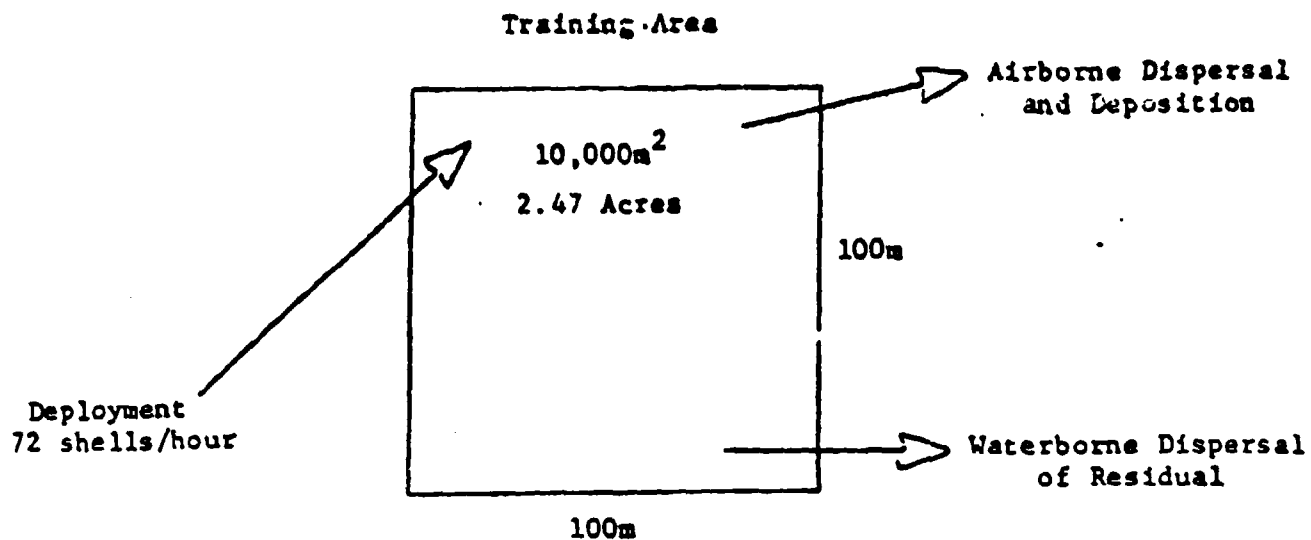 Training Area
Airborne Dispersal
and Deposition
10,000m²
2.47 Acres
100m
Deployment
72 shells/hour
Waterborne Dispersal
of Residual
100m